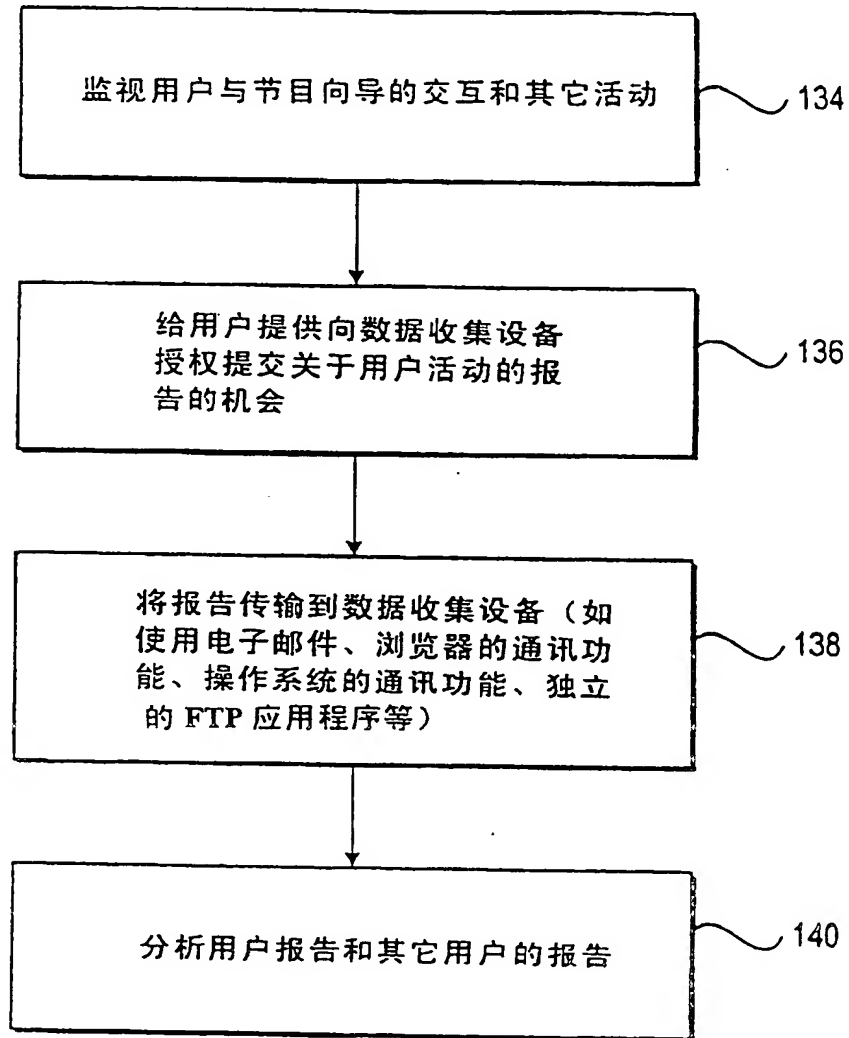 监视用户与节目向导的交互和其它活动
134
给用户提供向数据收集设备
授权提交关于用户活动的报
告的机会
136
将报告传输到数据收集设备（如
使用电子邮件、浏览器的通讯功
能、操作系统的通讯功能、独立
的 FTP 应用程序等）
138
分析用户报告和其它用户的报告
140